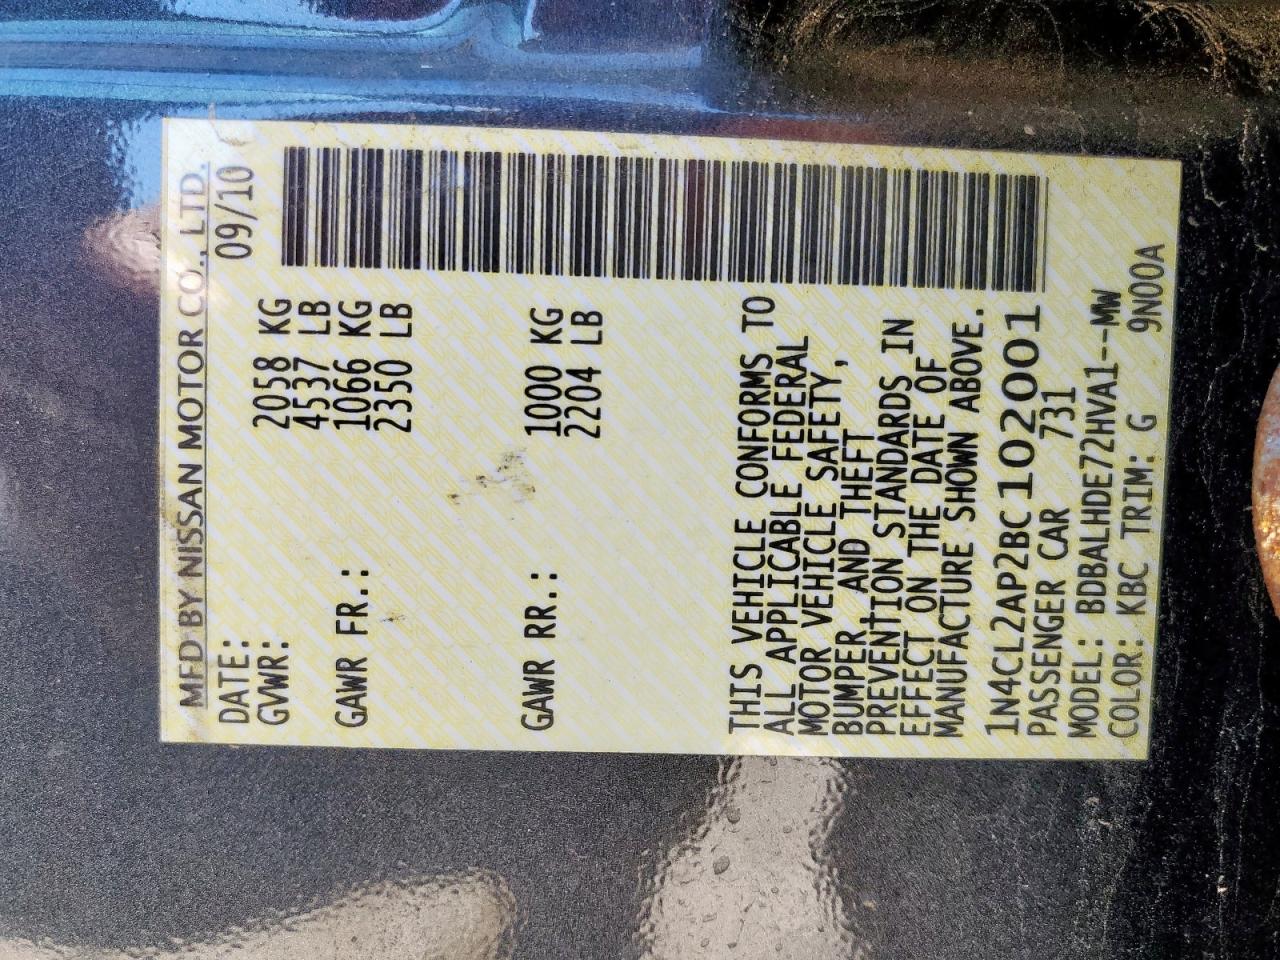 MFD BY NISSAN MOTOR CO., LTD.
DATE: 09/10
GVWR: 2058 KG
4537 LB
GAWR FR.: 1066 KG
2350 LB
GAWR RR.: 1000 KG
2204 LB
THIS VEHICLE CONFORMS TO
ALL APPLICABLE FEDERAL
MOTOR VEHICLE SAFETY,
BUMPER, AND THEFT
PREVENTION STANDARDS IN
EFFECT ON THE DATE OF
MANUFACTURE SHOWN ABOVE.
1N4CL2AP2BC102001
PASSENGER CAR 731
MODEL: BDBALHDE72HVA1--MW
COLOR: KBC TRIM: G 9N00A